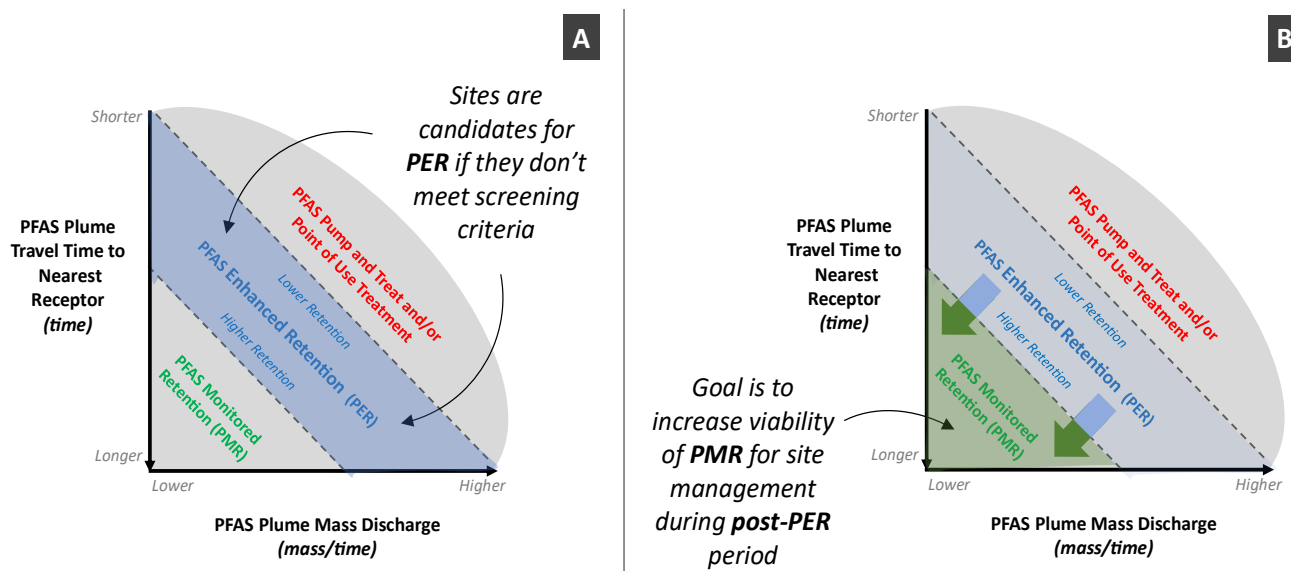 A
Sites are
candidates for
PER if they don't
meet screening
criteria
Shorter
PFAS Plume
Travel Time to
Nearest
Receptor
(time)
Longer
PFAS Pump and Treat and/or
Point of Use Treatment
Lower Retention
PFAS Enhanced Retention (PER)
Higher Retention
PFAS Monitored
Retention (PMR)
Lower
Higher
PFAS Plume Mass Discharge
(mass/time)
B
Shorter
PFAS Plume
Travel Time to
Nearest
Receptor
(time)
Longer
PFAS Pump and Treat and/or
Point of Use Treatment
Lower Retention
PFAS Enhanced Retention (PER)
Higher Retention
PFAS Monitored
Retention (PMR)
Goal is to
increase viability
of PMR for site
management
during post-PER
period
Lower
Higher
PFAS Plume Mass Discharge
(mass/time)